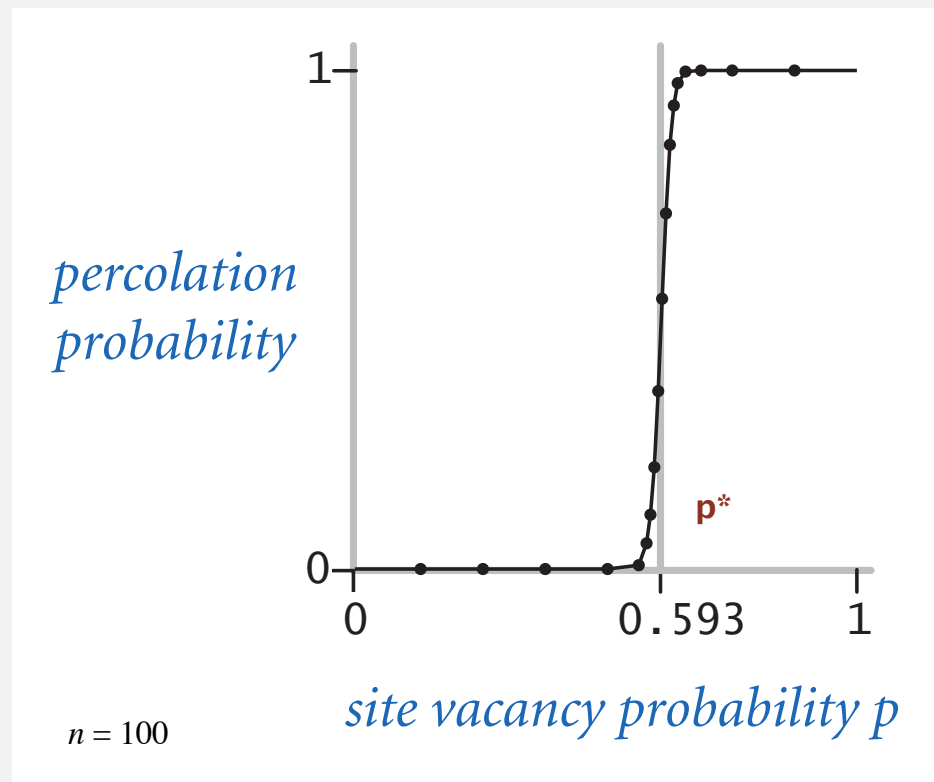 1
percolation
probability
p*
0
0 0.593 1
site vacancy probability p
n = 100